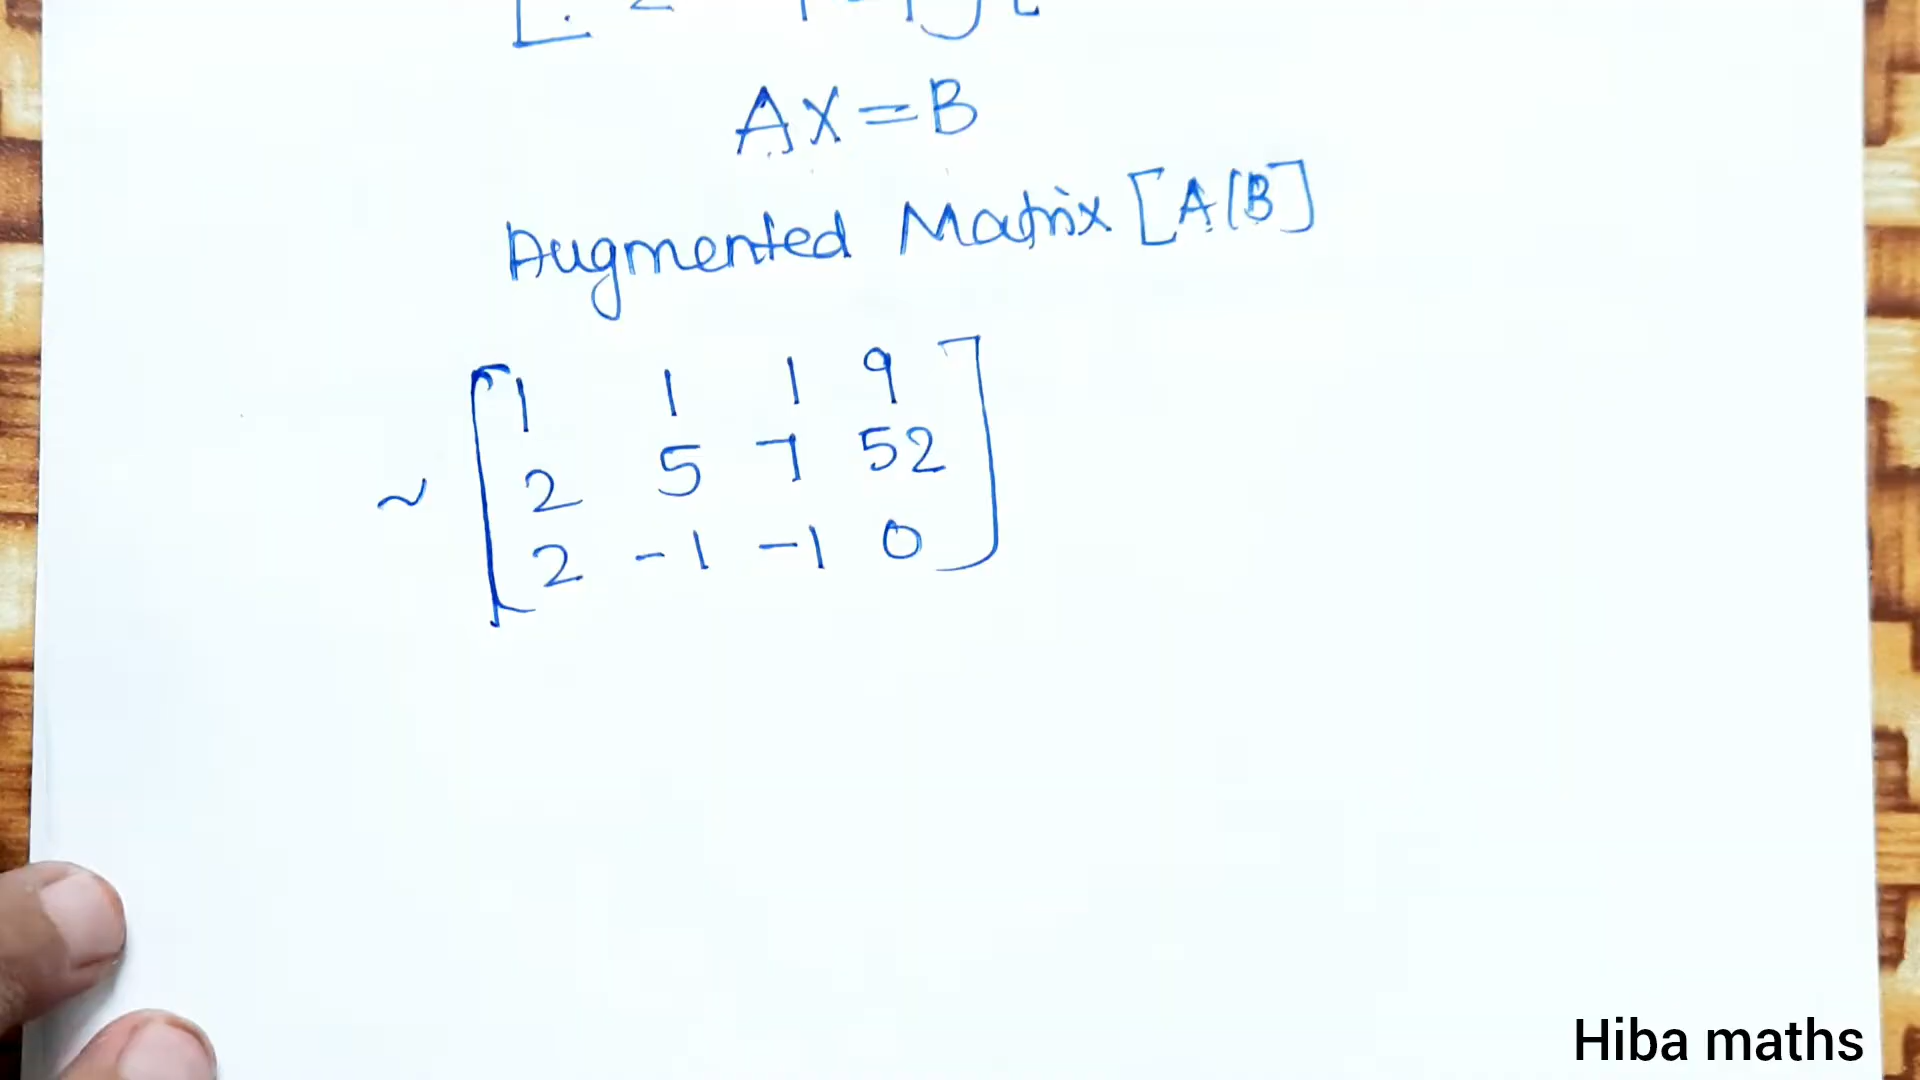 AX=B
Augmented Matrix [A|B]
~ [1 1 1 9
2 5 7 52
2 -1 -1 0]
Hiba maths